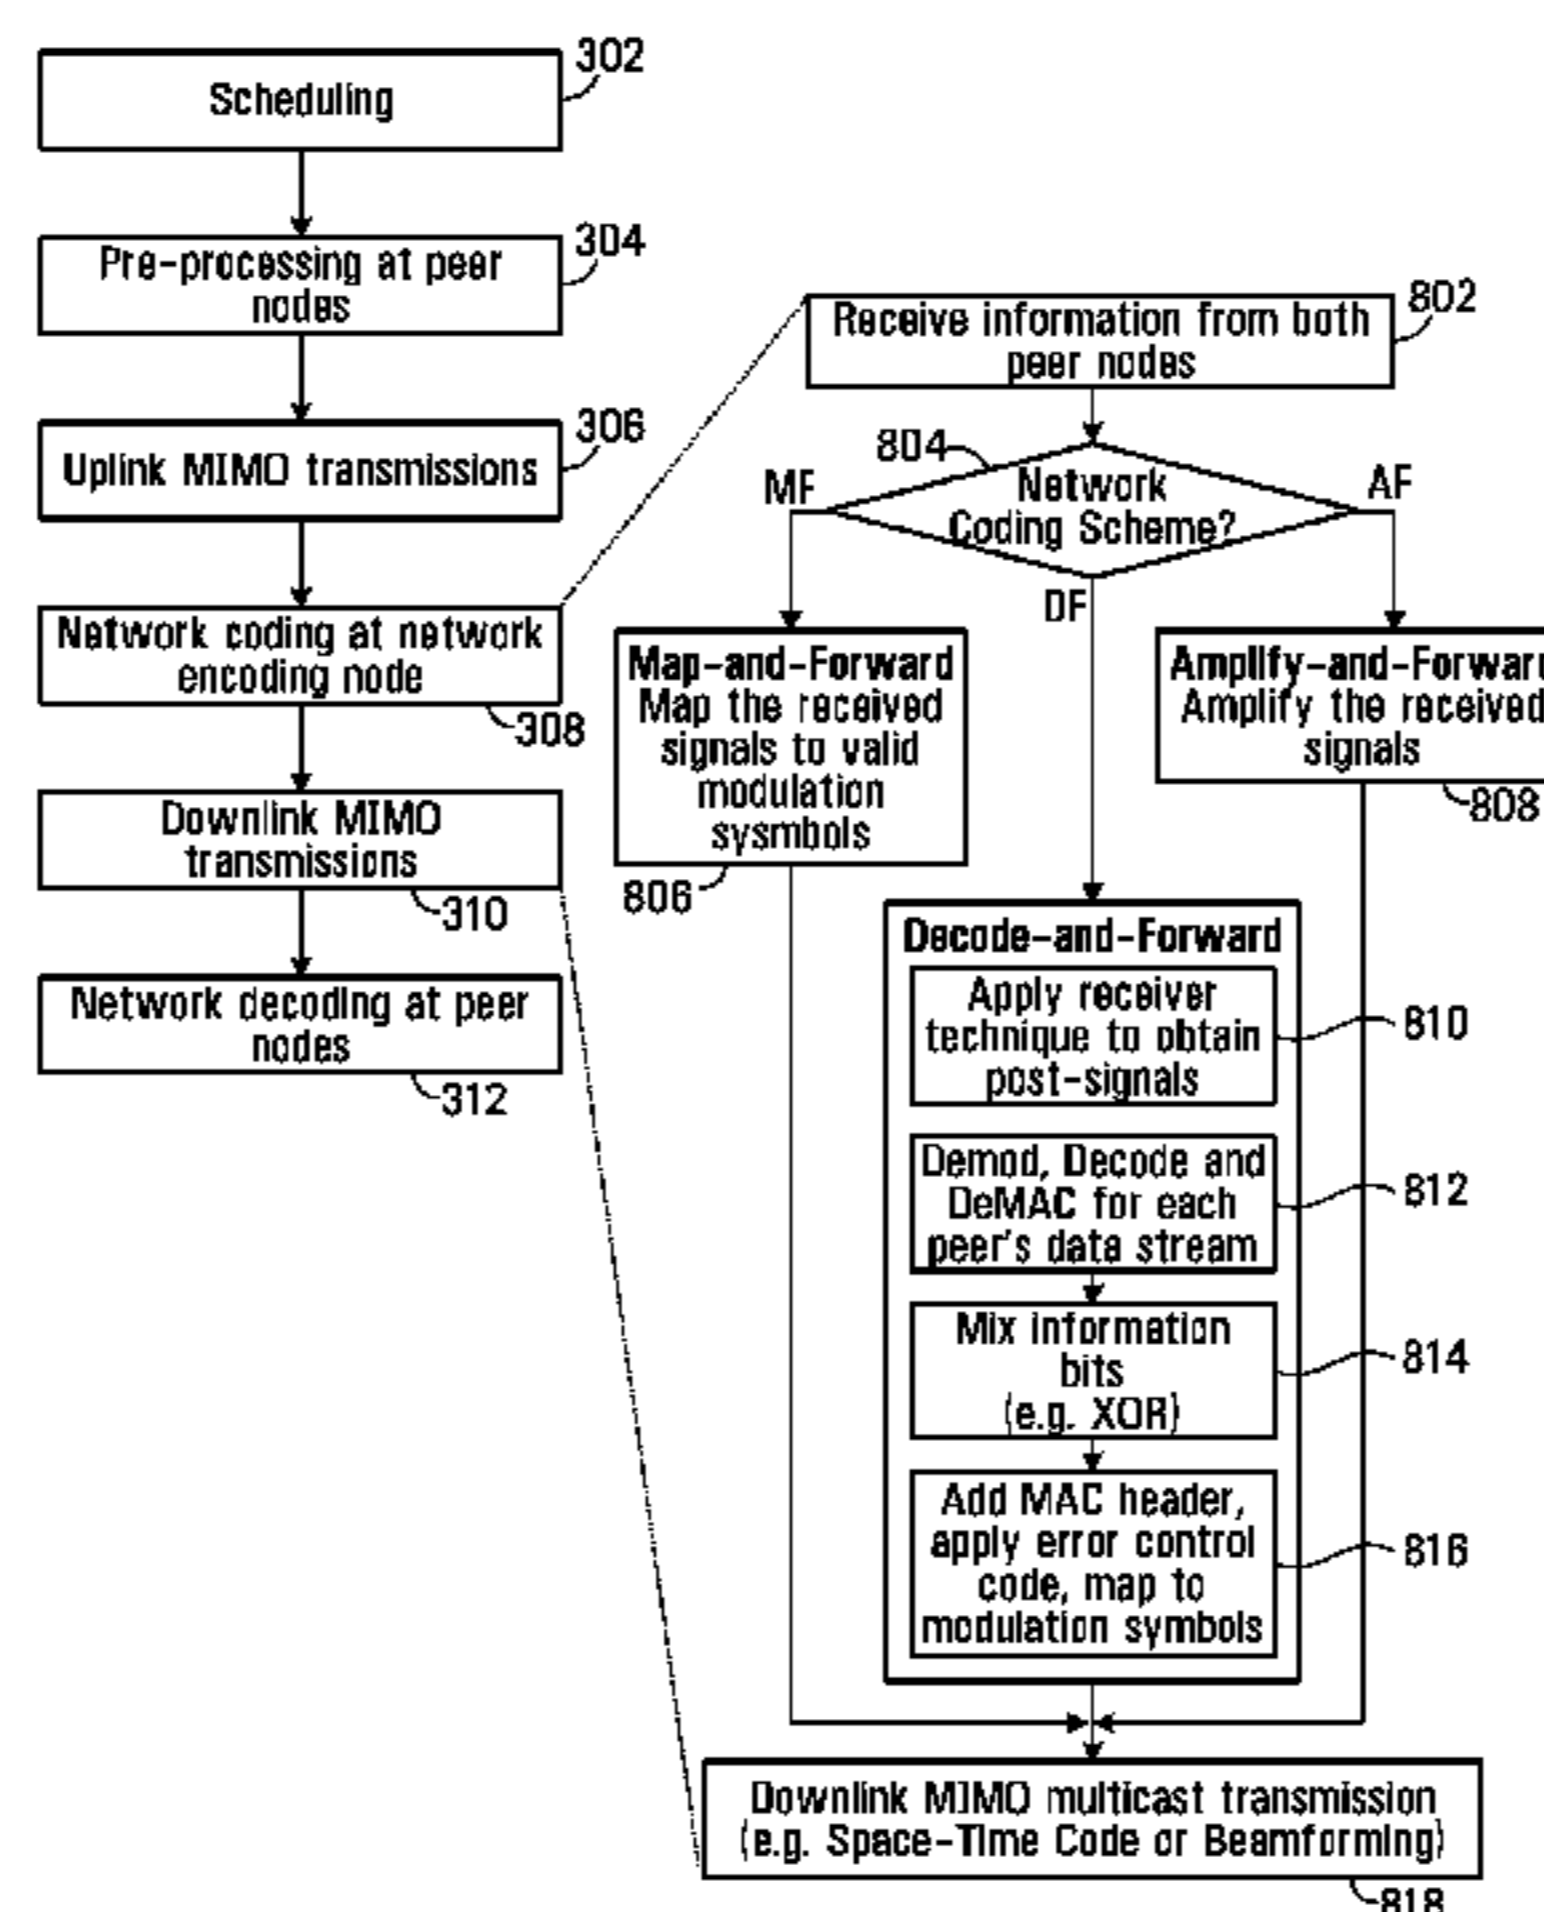 302
Scheduling
304
Pre-processing at peer
nodes
306
Uplink MIMO transmissions
Network coding at network
encoding node
308
Downlink MIMO
transmissions
310
Network decoding at peer
nodes
312
802
Receive information from both
peer nodes
804
Network
Coding Scheme?
MF
AF
DF
Map-and-Forward
Map the received
signals to valid
modulation
sysmbols
806
Amplify-and-Forward
Amplify the received
signals
808
Decode-and-Forward
Apply receiver
technique to obtain
post-signals
810
Demod, Decode and
DeMAC for each
peer's data stream
812
Mix information
bits
(e.g. XOR)
814
Add MAC header,
apply error control
code, map to
modulation symbols
816
Downlink MIMO multicast transmission
(e.g. Space-Time Code or Beamforming)
818